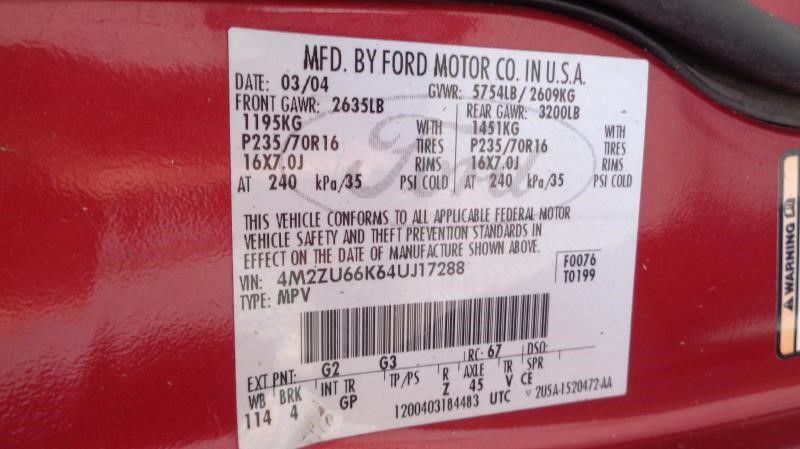 MFD. BY FORD MOTOR CO. IN U.S.A.
DATE: 03/04 GVWR: 5754LB/ 2609KG
FRONT GAWR: 2635LB REAR GAWR: 3200LB
1195KG WITH 1451KG WITH
P235/70R16 TIRES P235/70R16 TIRES
16X7.0J RIMS 16X7.0J RIMS
AT 240 kPa/35 PSI COLD AT 240 kPa/35 PSI COLD
Ford
THIS VEHICLE CONFORMS TO ALL APPLICABLE FEDERAL MOTOR
VEHICLE SAFETY AND THEFT PREVENTION STANDARDS IN
EFFECT ON THE DATE OF MANUFACTURE SHOWN ABOVE.
VIN: 4M2ZU66K64UJ17288 F0076
TYPE: MPV T0199
EXT PNT: G2 G3 RC: 67 DSO:
WB BRK INT TR TP/PS R AXLE TR SPR
114 4 GP Z 45 V CE
1200403184483 UTC 2U5A-1520472-AA
WARNING